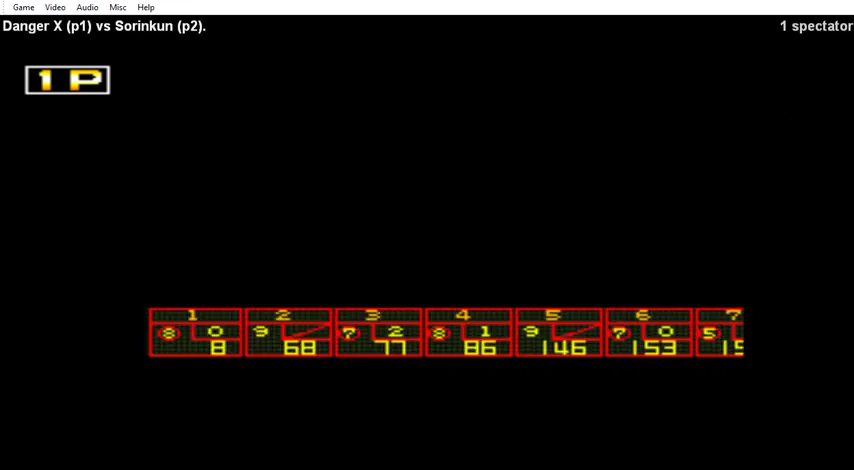 Game Video Audio Misc Help
Danger X (p1) vs Sorinkun (p2). 1 spectator
1P
1 2 3 4 5 6 7
8 0 9 7 2 8 1 9 7 0 5
8 68 77 86 146 153